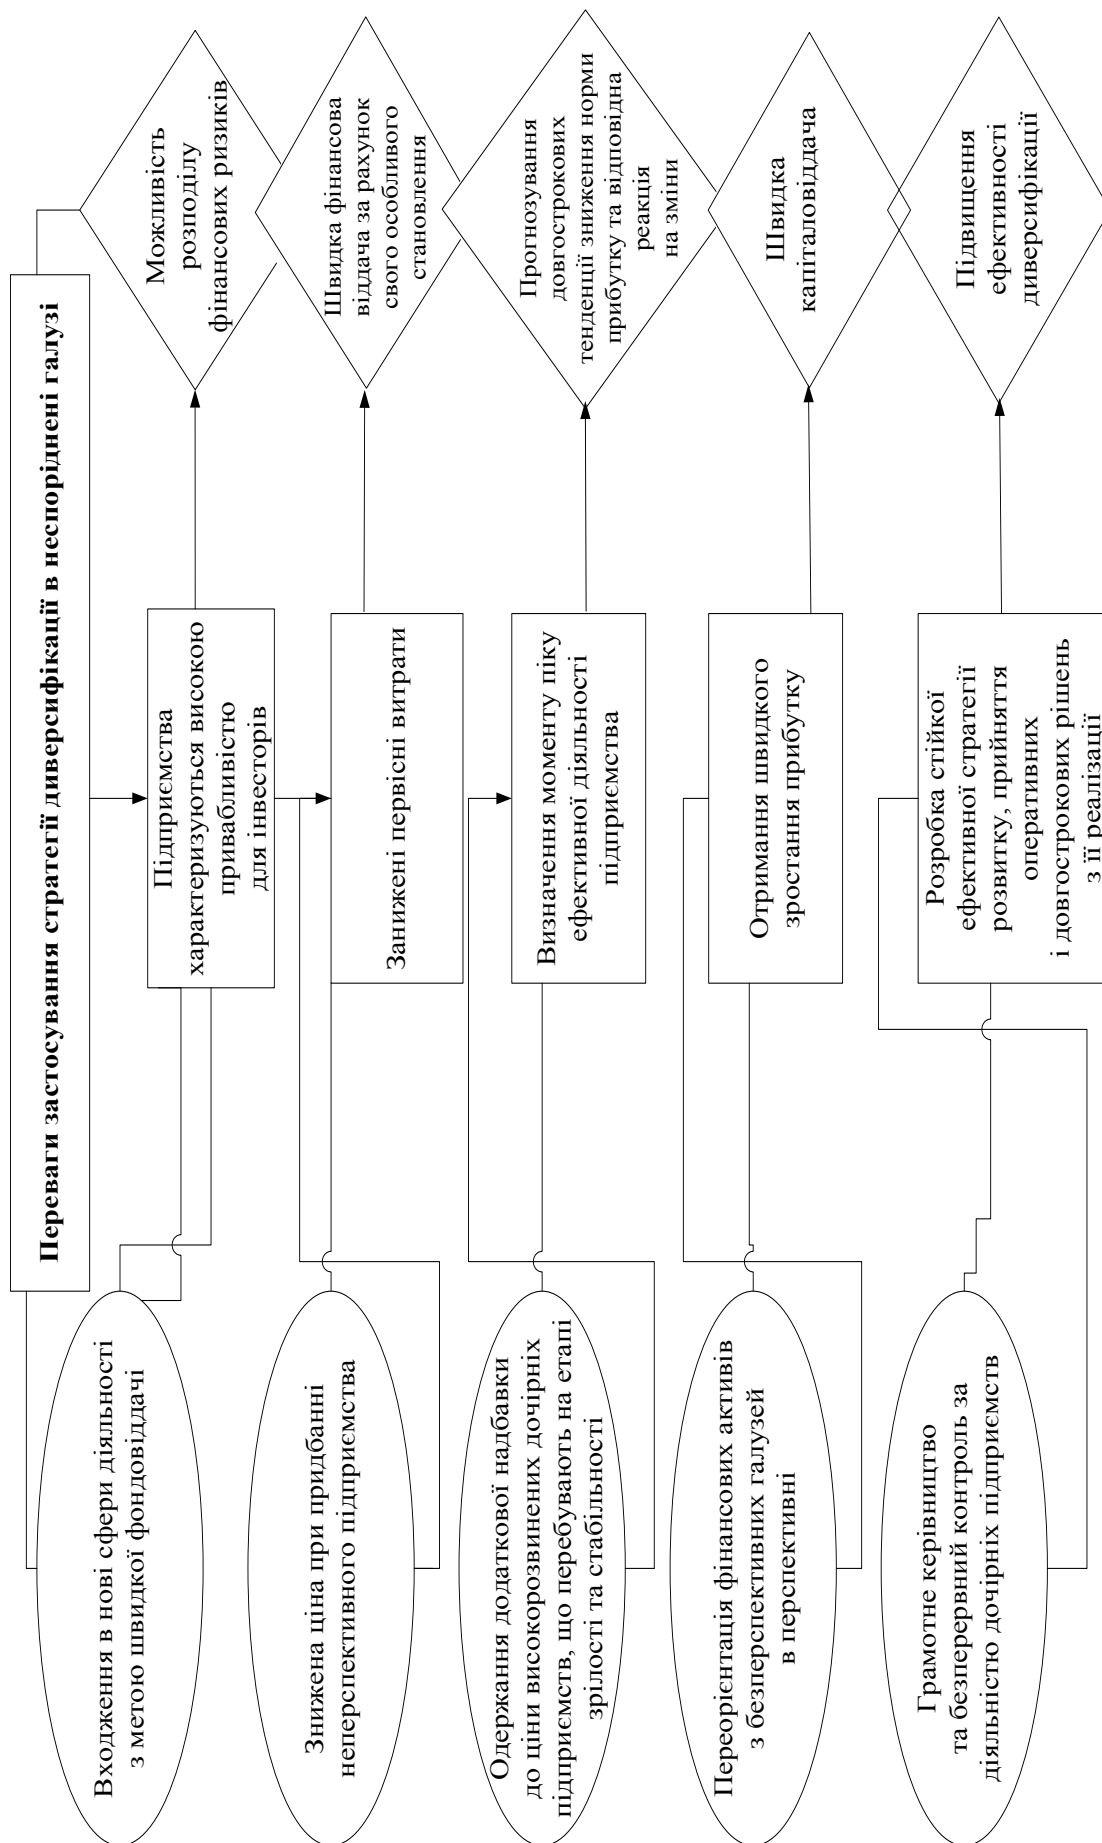 Переваги застосування стратегії диверсифікації в неспоріднені галузі
Входження в нові сфери діяльності
з метою швидкої фондовіддачі
Підприємства
характеризуються високою
привабливістю
для інвесторів
Можливість
розподілу
фінансових ризиків
Знижена ціна при придбанні
неперспективного підприємства
Занижені первісні витрати
Швидка фінансова
віддача за рахунок
свого особливого
становлення
Одержання додаткової надбавки
до ціни високорозвинених дочірніх
підприємств, що перебувають на етапі
зрілості та стабільності
Визначення моменту піку
ефективної діяльності
підприємства
Прогнозування
довгострокових
тенденції зниження норми
прибутку та відповідна
реакція
на зміни
Переорієнтація фінансових активів
з безперспективних галузей
в перспективні
Отримання швидкого
зростання прибутку
Швидка
капіталовіддача
Грамотне керівництво
та безперервний контроль за
діяльністю дочірніх підприємств
Розробка стійкої
ефективної стратегії
розвитку, прийняття
оперативних
і довгострокових рішень
з її реалізації
Підвищення
ефективності
диверсифікації